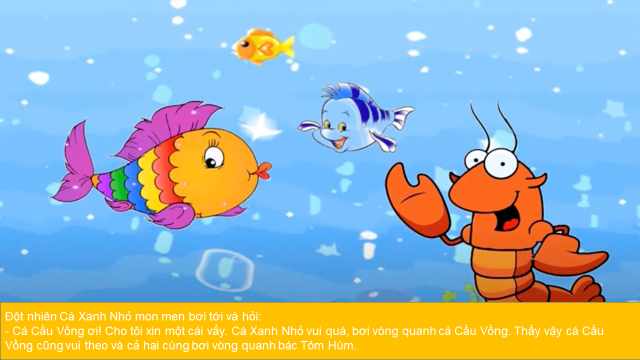 Đột nhiên Cá Xanh Nhỏ mon men bơi tới và hỏi:
- Cá Cầu Vồng ơi! Cho tôi xin một cái vẩy. Cá Xanh Nhỏ vui quá, bơi vòng quanh cá Cầu Vồng. Thấy vậy cá Cầu
Vồng cũng vui theo và cả hai cùng bơi vòng quanh bác Tôm Hùm.